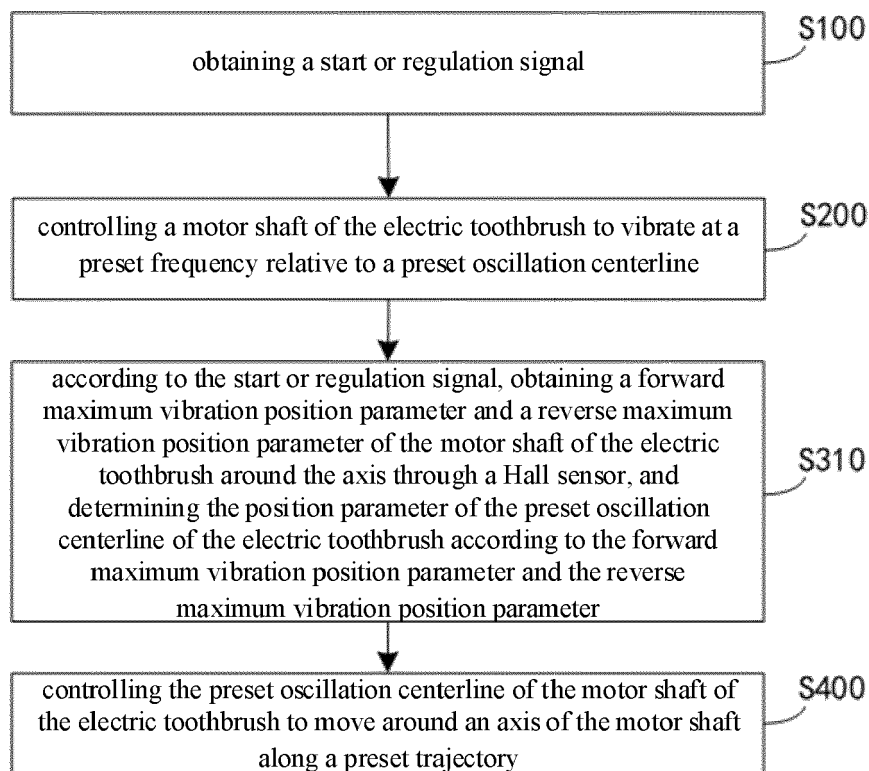 obtaining a start or regulation signal
S100
controlling a motor shaft of the electric toothbrush to vibrate at a
preset frequency relative to a preset oscillation centerline
S200
according to the start or regulation signal, obtaining a forward
maximum vibration position parameter and a reverse maximum
vibration position parameter of the motor shaft of the electric
toothbrush around the axis through a Hall sensor, and
determining the position parameter of the preset oscillation
centerline of the electric toothbrush according to the forward
maximum vibration position parameter and the reverse
maximum vibration position parameter
S310
controlling the preset oscillation centerline of the motor shaft of
the electric toothbrush to move around an axis of the motor shaft
along a preset trajectory
S400